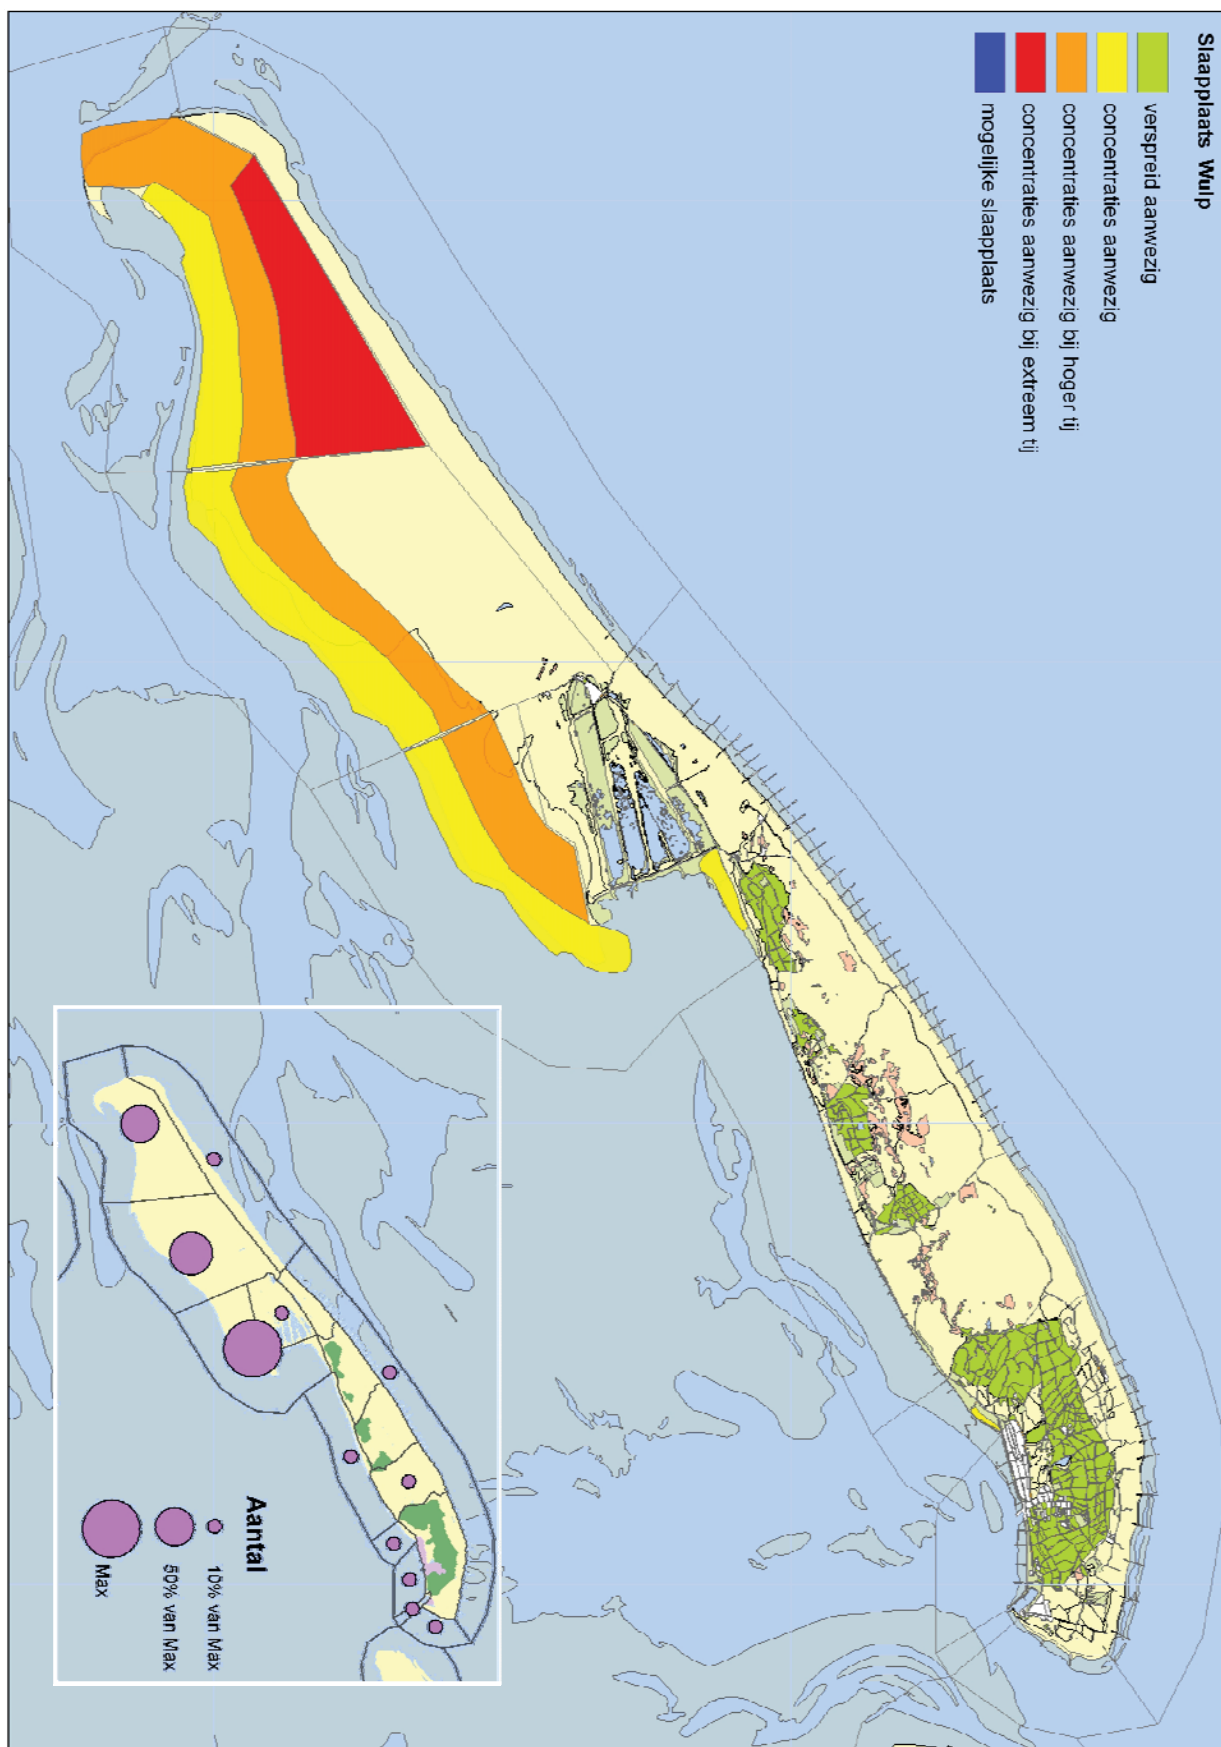 Slaapplaats Wulp
verspreid aanwezig
concentraties aanwezig
concentraties aanwezig bij hoger tij
concentraties aanwezig bij extreem tij
mogelijke slaapplaats
Aantal
10% van Max
50% van Max
Max